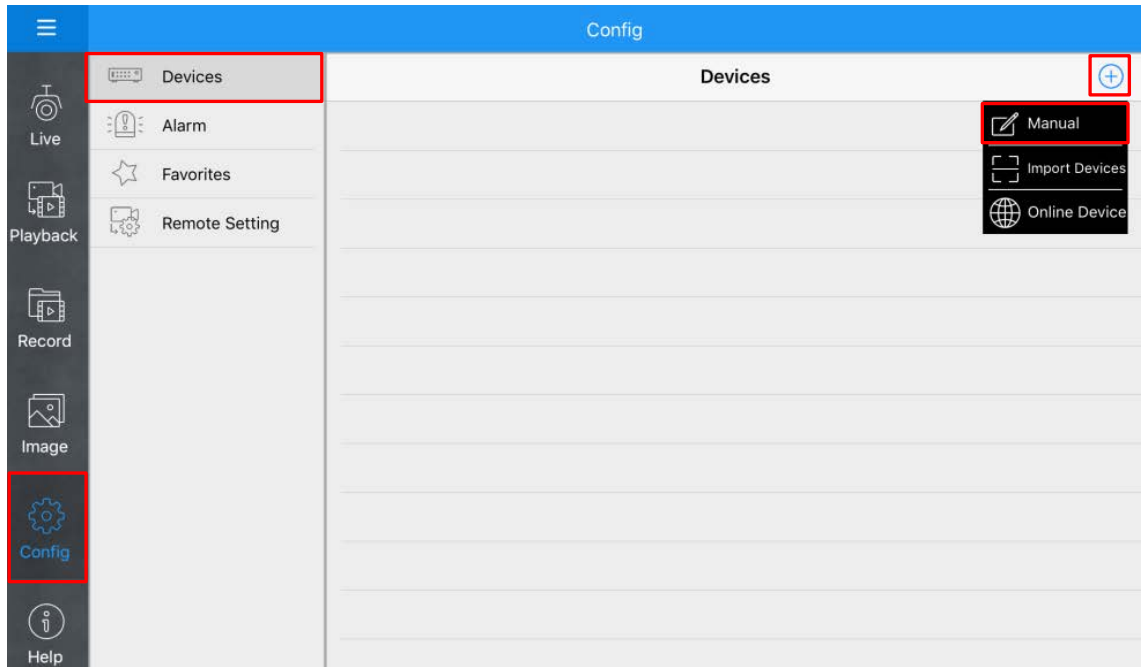 Config
Live
Playback
Record
Image
Config
Help
Devices
Alarm
Favorites
Remote Setting
Devices
Manual
Import Devices
Online Device